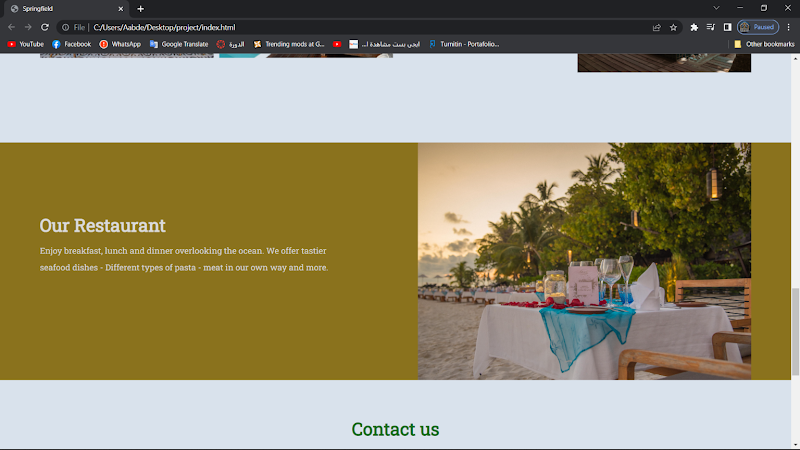 Springfield
File | C:/Users/Aabde/Desktop/project/index.html
Paused
YouTube
Facebook
WhatsApp
Google Translate
الدورة
Trending mods at G...
ايجي بست مشاهدة ا...
Turnitin - Portafolio...
Other bookmarks
Our Restaurant
Enjoy breakfast, lunch and dinner overlooking the ocean. We offer tastier
seafood dishes - Different types of pasta - meat in our own way and more.
Contact us